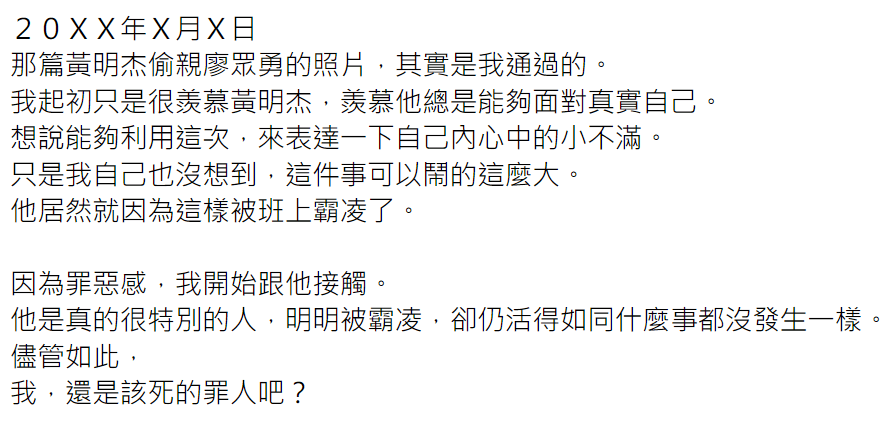 ２０ＸＸ年Ｘ月Ｘ日
那篇黃明杰偷親廖眾勇的照片，其實是我通過的。
我起初只是很羨慕黃明杰，羨慕他總是能夠面對真實自己。
想說能夠利用這次，來表達一下自己內心中的小不滿。
只是我自己也沒想到，這件事可以鬧的這麼大。
他居然就因為這樣被班上霸凌了。
因為罪惡感，我開始跟他接觸。
他是真的很特別的人，明明被霸凌，卻仍活得如同什麼事都沒發生一樣。
儘管如此，
我，還是該死的罪人吧？